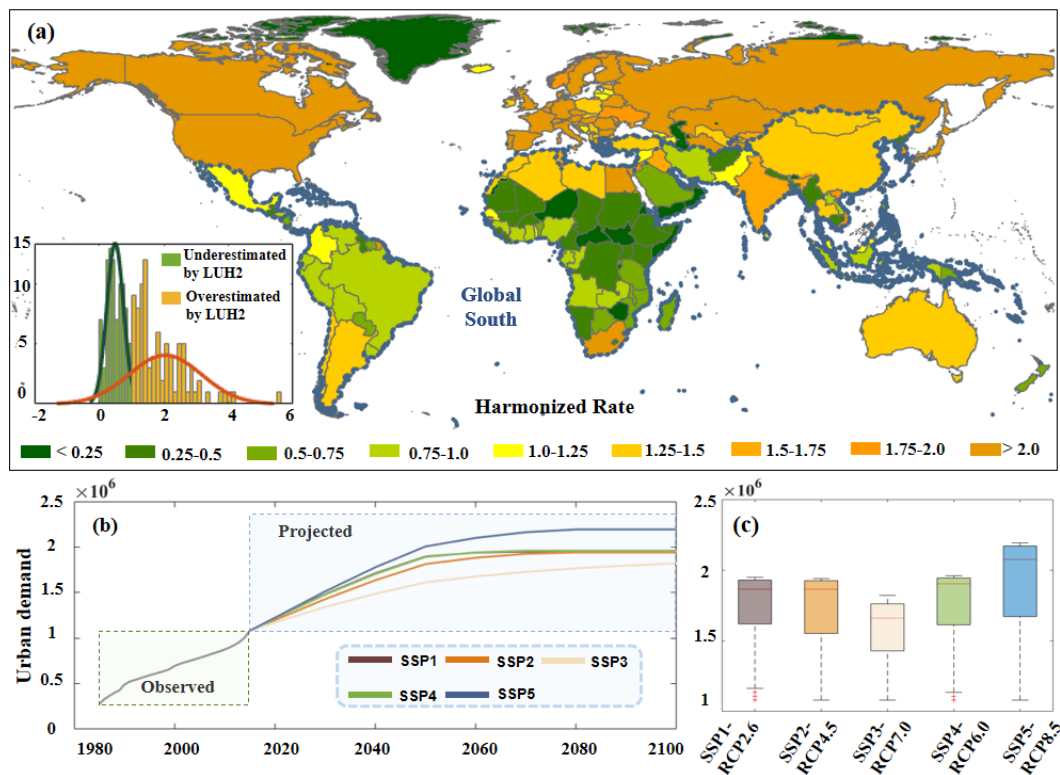 (a)
15
10
5
0
-2 0 2 4 6
Underestimated
by LUH2
Overestimated
by LUH2
Global
South
Harmonized Rate
< 0.25 0.25-0.5 0.5-0.75 0.75-1.0 1.0-1.25 1.25-1.5 1.5-1.75 1.75-2.0 > 2.0
×10⁶
(b)
Urban demand
2.5
2
1.5
1
0.5
0
Projected
Observed
SSP1 SSP2 SSP3
SSP4 SSP5
1980 2000 2020 2040 2060 2080 2100
×10⁶
(c)
2.5
2
1.5
1
SSP1-
RCP2.6
SSP2-
RCP4.5
SSP3-
RCP7.0
SSP4-
RCP6.0
SSP5-
RCP8.5